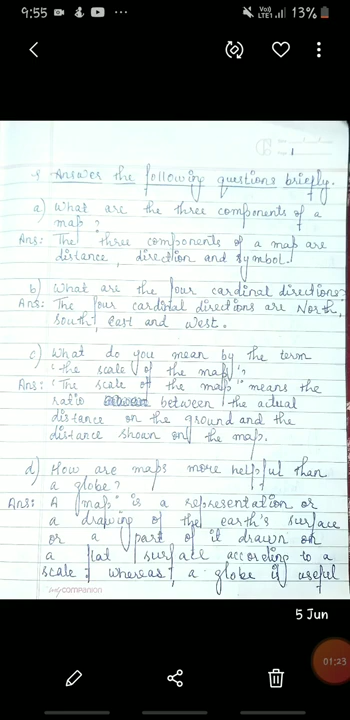 9:55 ... Vo)) LTE1 13%
1. Answer the following questions briefly.
a) What are the three components of a
map?
Ans: The three components of a map are
distance, direction and symbol.
b) What are the four cardinal directions?
Ans: The four cardinal directions are North,
South, east and west.
c) What do you mean by the term
'the scale of the map'?
Ans: "The scale of the map" means the
ratio between the actual
distance on the ground and the
distance shown on the map.
d) How are maps more helpful than
a globe?
Ans: A map is a representation or
a drawing of the earth's surface
or a part of it drawn on
a flat surface according to a
scale; whereas, a globe is useful
mycompanion
5 Jun
01:23